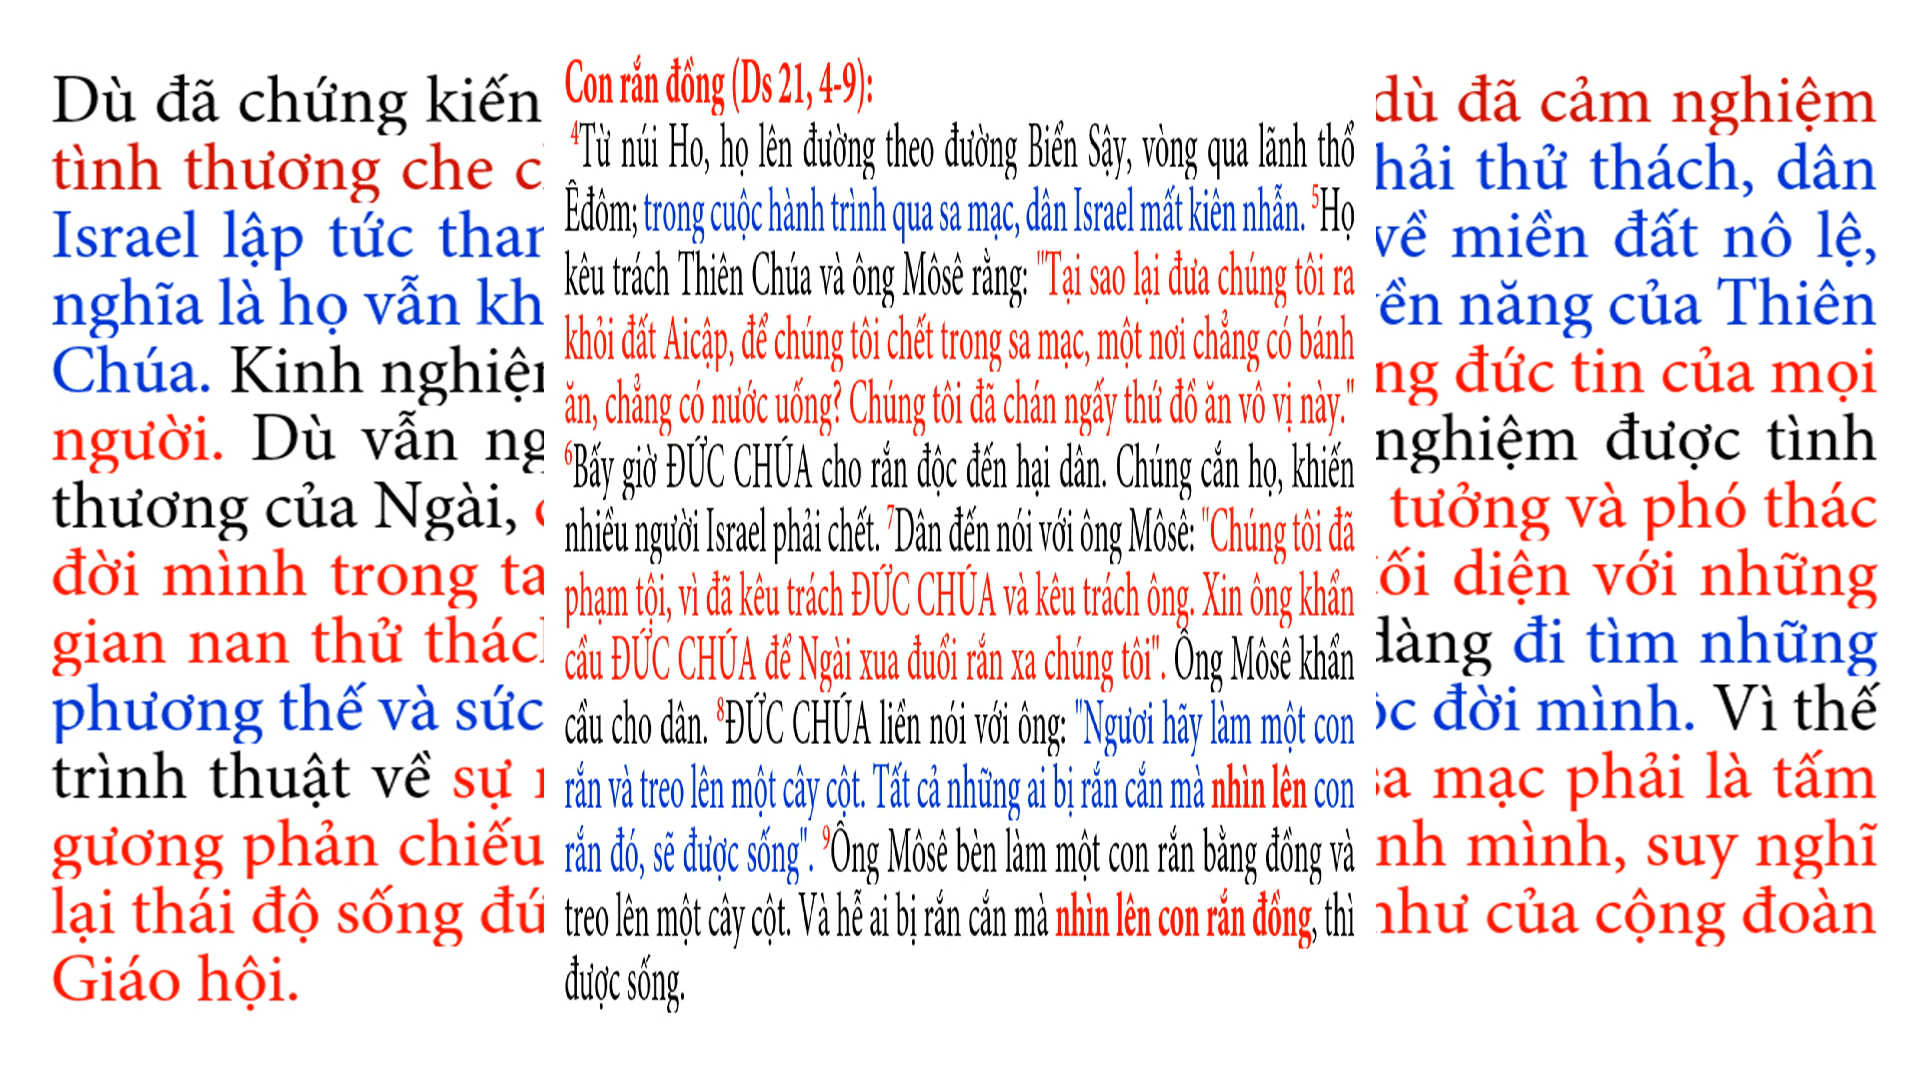 Dù đã chứng kiến
tình thương che
Israel lập tức
nghĩa là họ vẫn
Chúa. Kinh
người. Dù vẫn
thương của Ngài,
đời mình trong
gian nan thử
phương thế và sức
trình thuật về sự
gương phản chiếu
lại thái độ sống
Giáo hội.
Con rắn đồng (Ds 21, 4-9):
4Từ núi Ho, họ lên đường theo đường Biển Sậy, vòng qua lãnh thổ
Êđôm; trong cuộc hành trình qua sa mạc, dân Israel mất kiên nhẫn. 5Họ
kêu trách Thiên Chúa và ông Môsê rằng: "Tại sao lại đưa chúng tôi ra
khỏi đất Aicập, để chúng tôi chết trong sa mạc, một nơi chẳng có bánh
ăn, chẳng có nước uống? Chúng tôi đã chán ngấy thứ đồ ăn vô vị này."
6Bấy giờ ĐỨC CHÚA cho rắn độc đến hại dân. Chúng cắn họ, khiến
nhiều người Israel phải chết. 7Dân đến nói với ông Môsê: "Chúng tôi đã
phạm tội, vì đã kêu trách ĐỨC CHÚA và kêu trách ông. Xin ông khẩn
cầu ĐỨC CHÚA để Ngài xua đuổi rắn xa chúng tôi". Ông Môsê khẩn
cầu cho dân. 8ĐỨC CHÚA liền nói với ông: "Ngươi hãy làm một con
rắn và treo lên một cây cột. Tất cả những ai bị rắn cắn mà nhìn lên con
rắn đó, sẽ được sống". 9Ông Môsê bèn làm một con rắn bằng đồng và
treo lên một cây cột. Và hễ ai bị rắn cắn mà nhìn lên con rắn đồng, thì
được sống.
dù đã cảm nghiệm
thử thách, dân
về miền đất nô lệ,
năng của Thiên
đức tin của mọi
nghiệm được tình
tưởng và phó thác
diện với những
dàng đi tìm những
đời mình. Vì thế
mạc phải là tấm
mình, suy nghĩ
như của cộng đoàn